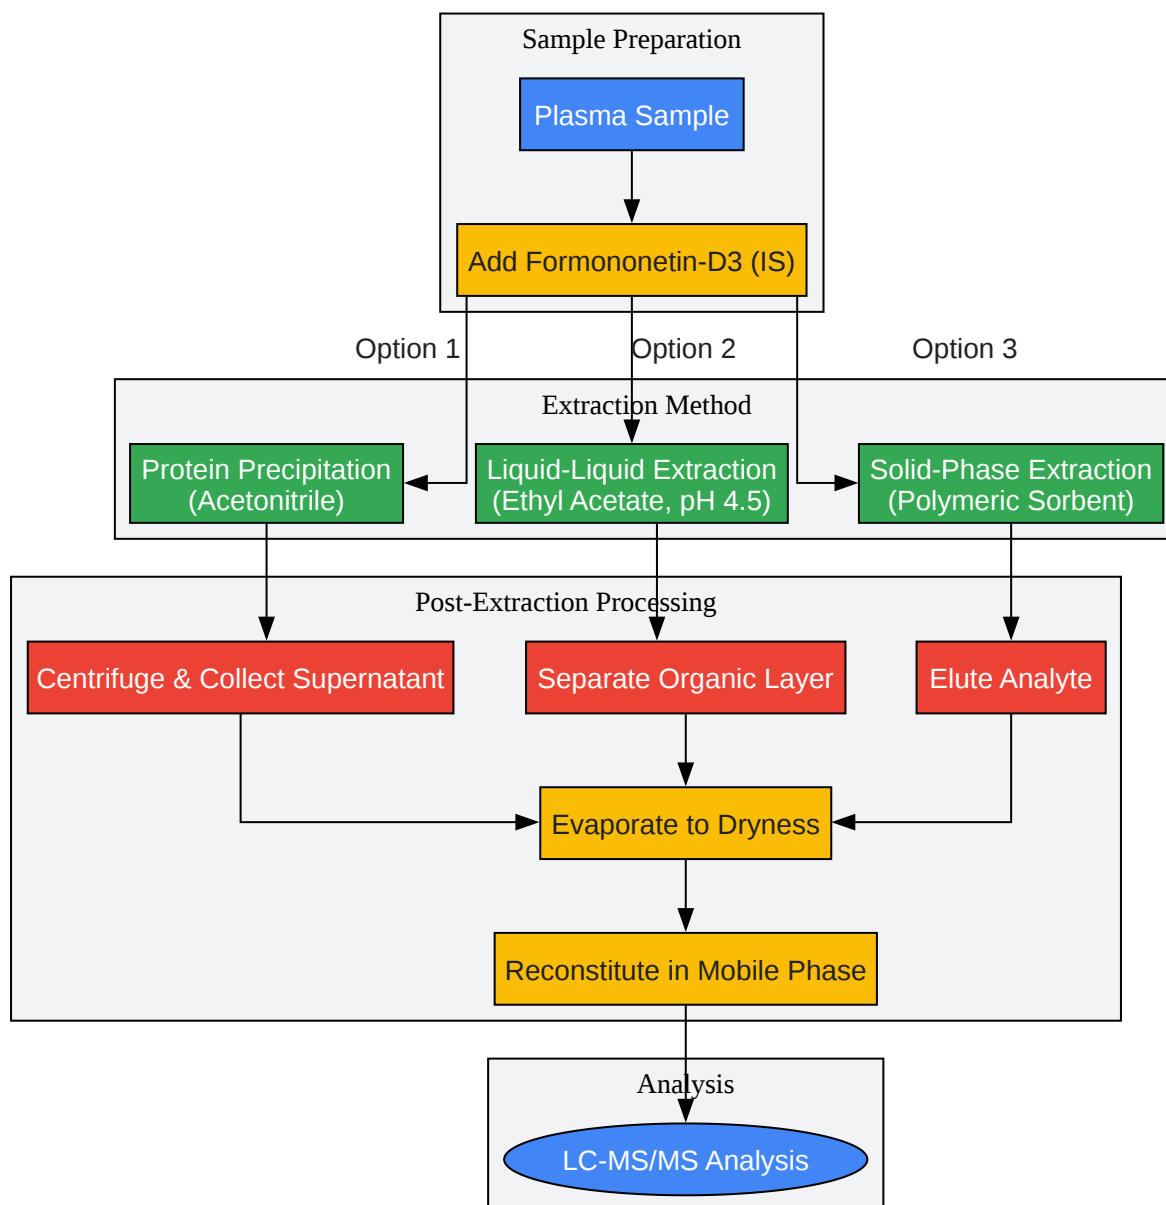 Sample Preparation
Plasma Sample
Add Formononetin-D3 (IS)
Option 1
Option 2
Option 3
Extraction Method
Protein Precipitation
(Acetonitrile)
Liquid-Liquid Extraction
(Ethyl Acetate, pH 4.5)
Solid-Phase Extraction
(Polymeric Sorbent)
Post-Extraction Processing
Centrifuge & Collect Supernatant
Separate Organic Layer
Elute Analyte
Evaporate to Dryness
Reconstitute in Mobile Phase
Analysis
LC-MS/MS Analysis